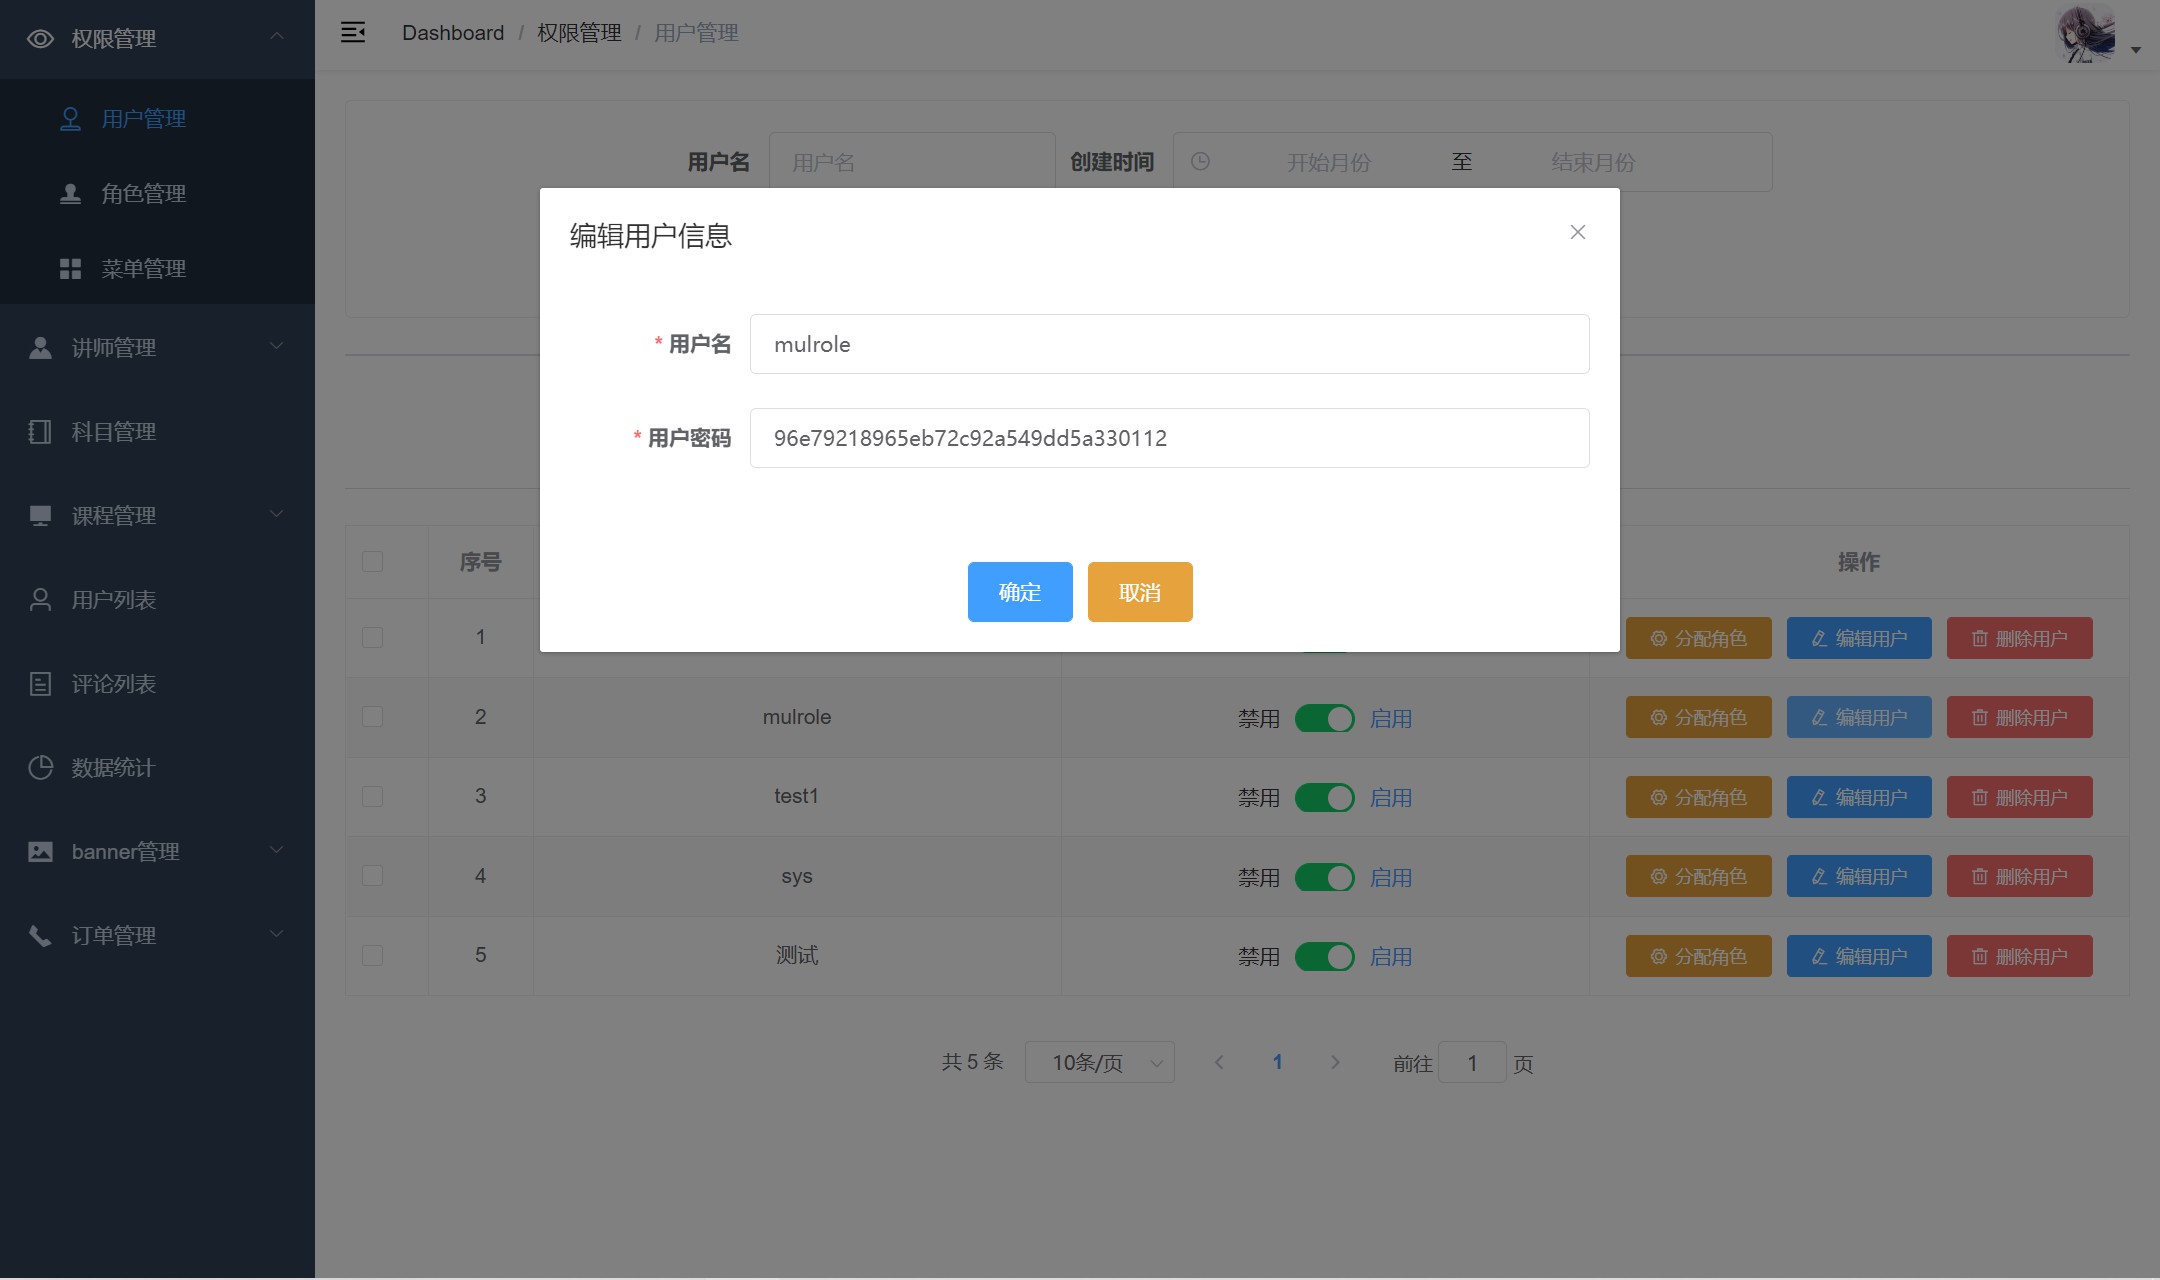 权限管理
用户管理
角色管理
菜单管理
讲师管理
科目管理
课程管理
用户列表
评论列表
数据统计
banner管理
订单管理
Dashboard / 权限管理 / 用户管理
用户名 用户名 创建时间 开始月份 至 结束月份
编辑用户信息
* 用户名 mulrole
* 用户密码 96e79218965eb72c92a549dd5a330112
确定 取消
序号 操作
1 分配角色 编辑用户 删除用户
2 mulrole 禁用 启用 分配角色 编辑用户 删除用户
3 test1 禁用 启用 分配角色 编辑用户 删除用户
4 sys 禁用 启用 分配角色 编辑用户 删除用户
5 测试 禁用 启用 分配角色 编辑用户 删除用户
共 5 条 10条/页 1 前往 1 页